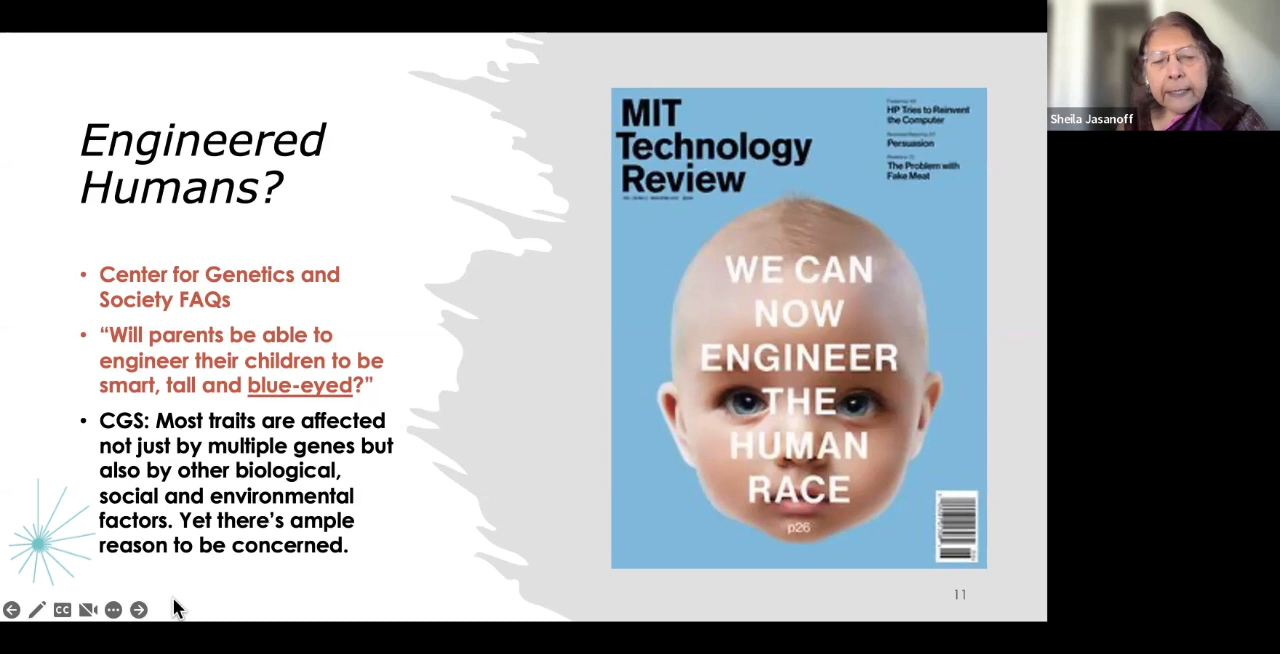 Engineered
Humans?
• Center for Genetics and
Society FAQs
• “Will parents be able to
engineer their children to be
smart, tall and blue-eyed?”
• CGS: Most traits are affected
not just by multiple genes but
also by other biological,
social and environmental
factors. Yet there’s ample
reason to be concerned.
MIT
Technology
Review
HP Tries to Reinvent
the Computer
Persuasion
The Problem with
Fake Meat
WE CAN
NOW
ENGINEER
THE
HUMAN
RACE
p26
11
CC
Sheila Jasanoff